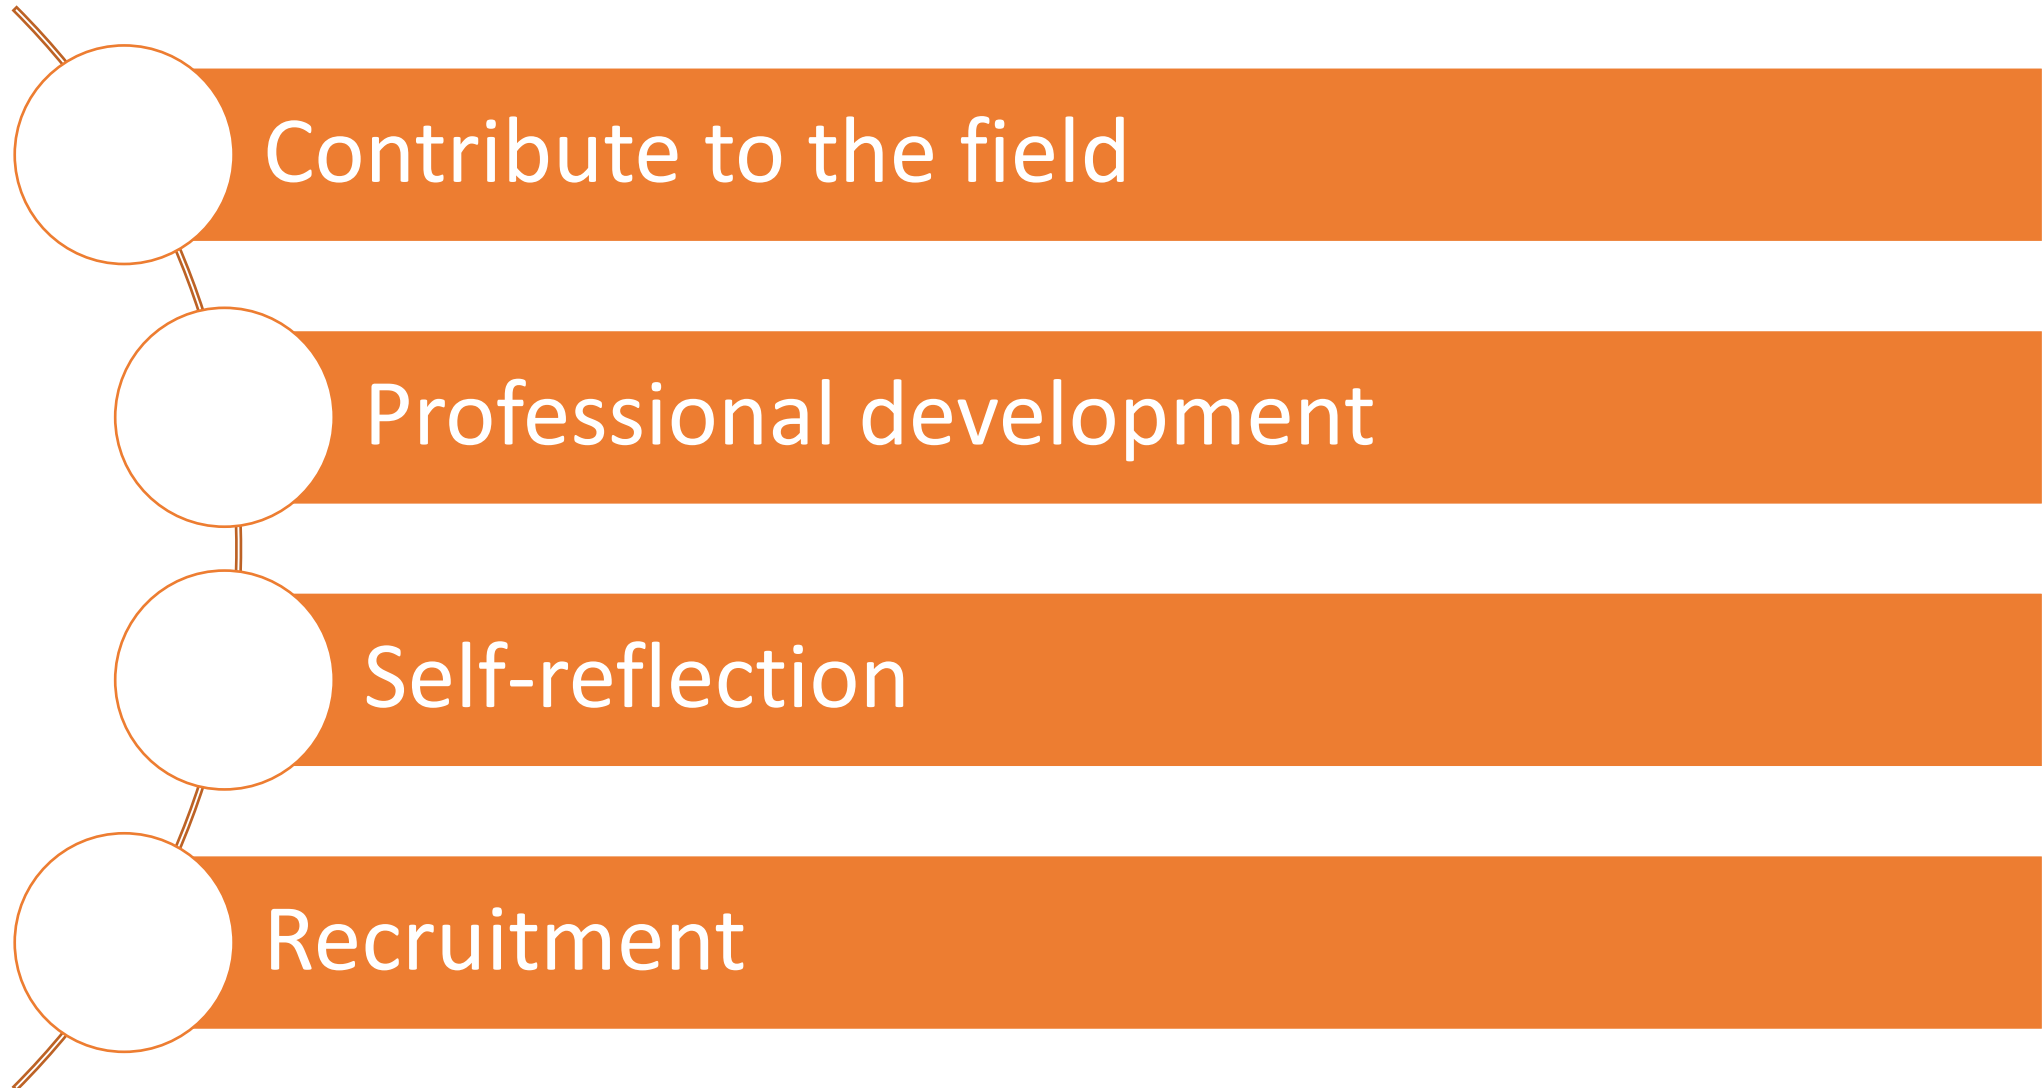 Contribute to the field
Professional development
Self-reflection
Recruitment